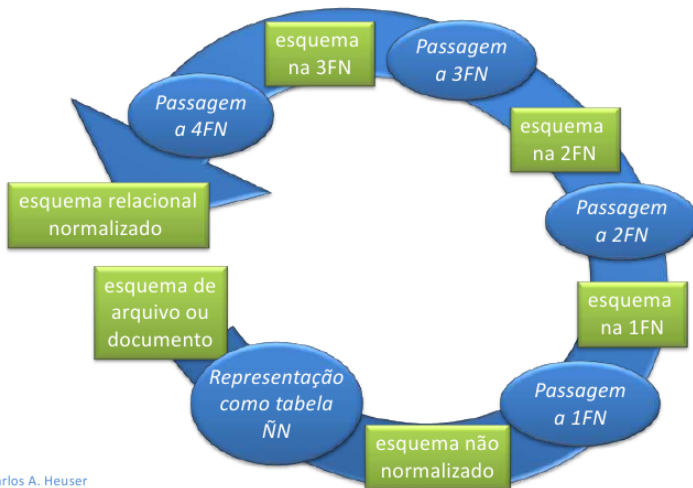 esquema
na 3FN
Passagem
a 3FN
Passagem
a 4FN
esquema
na 2FN
esquema relacional
normalizado
Passagem
a 2FN
esquema de
arquivo ou
documento
esquema
na 1FN
Representação
como tabela
ÑN
Passagem
a 1FN
esquema não
normalizado
arlos A. Heuser